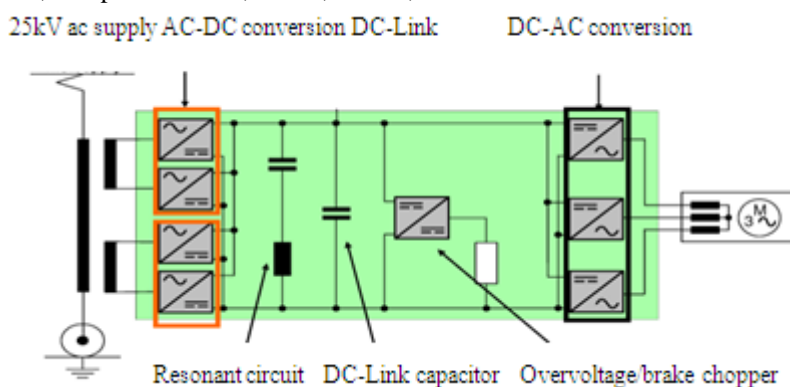 25kV ac supply AC-DC conversion DC-Link DC-AC conversion
M
3
Resonant circuit DC-Link capacitor Overvoltage/brake chopper